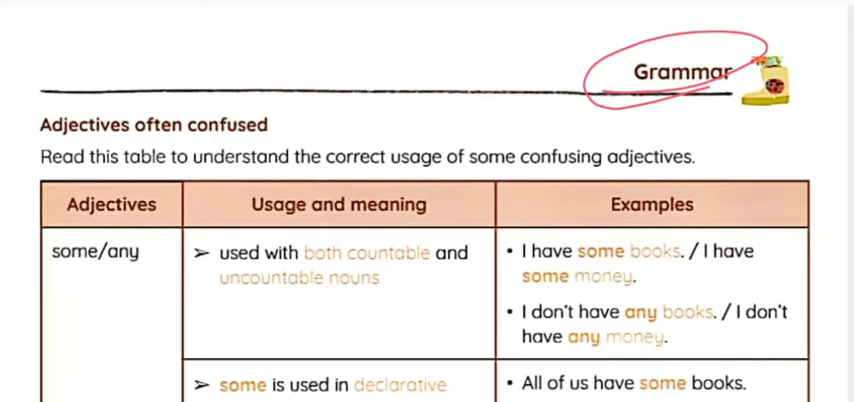 Grammar
Adjectives often confused
Read this table to understand the correct usage of some confusing adjectives.
Adjectives Usage and meaning Examples
some/any
➢ used with both countable and
uncountable nouns
• I have some books. / I have
some money.
• I don't have any books. / I don't
have any money.
➢ some is used in declarative
• All of us have some books.